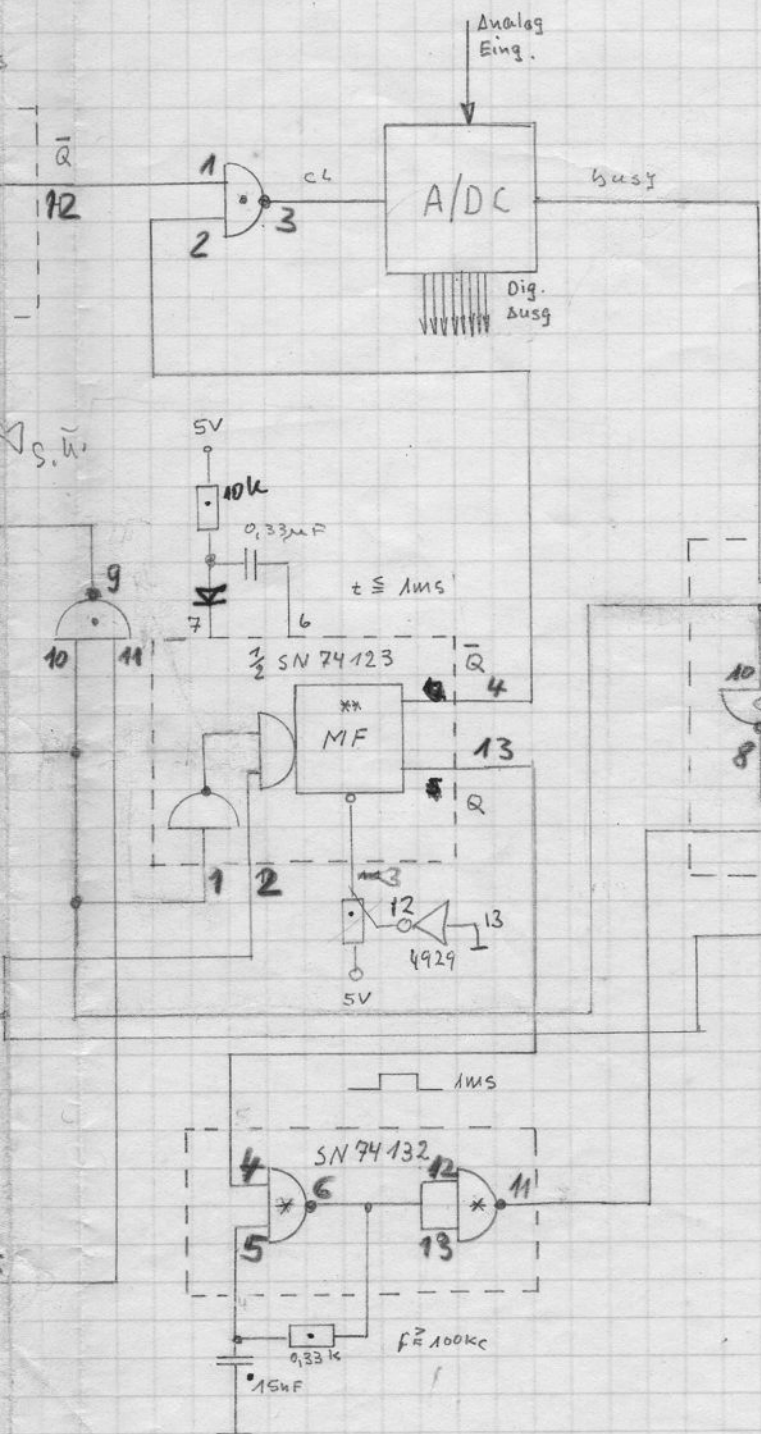 Analog
Eing.
Q̅
12
1
2
3
cl
A/DC
busy
Dig.
Ausg
S.Ü.
5V
10k
0,33µF
t ≦ 1ms
7
6
9
10
11
½ SN 74123
Q̅
4
**
MF
13
Q
10
8
1
2
3
12
13
4929
5V
1ms
SN 74132
4
5
6
*
12
13
*
11
0,33k
15nF
f ≧ 100kc